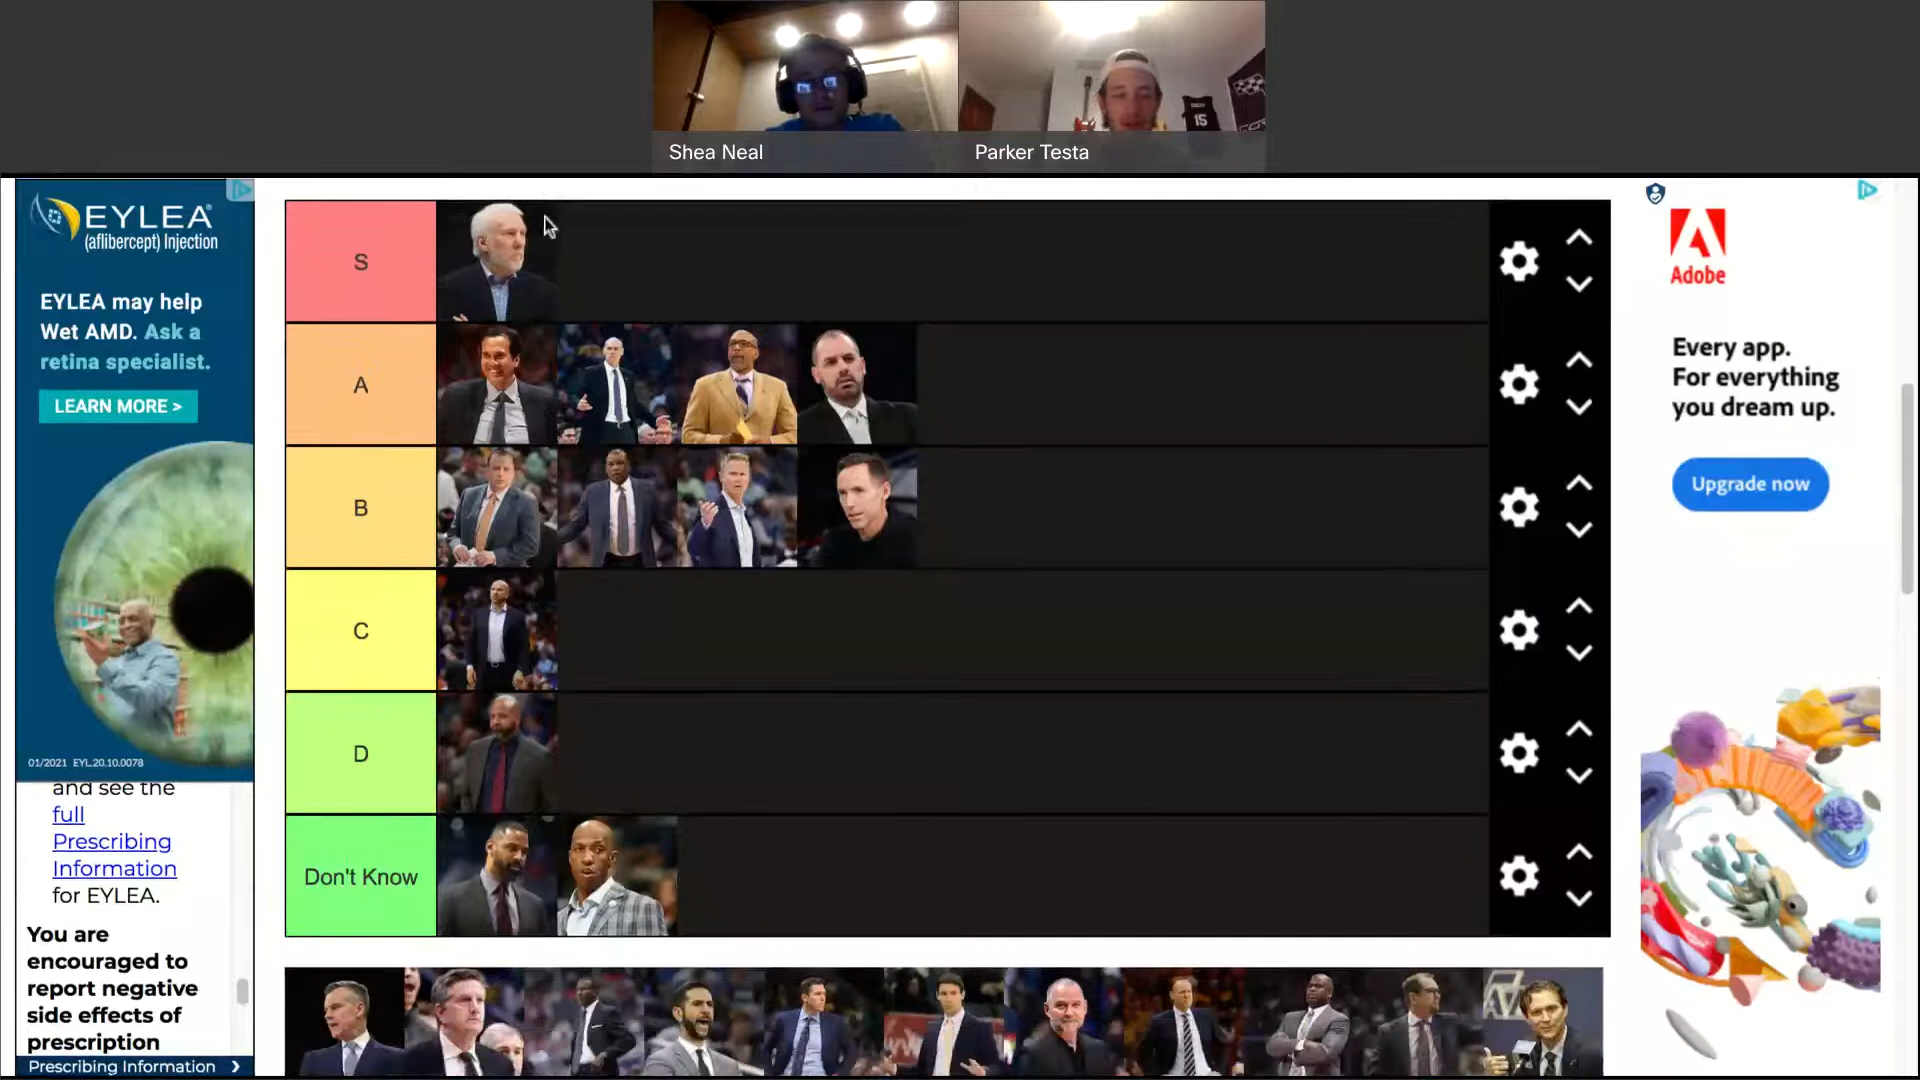 Shea Neal
Parker Testa
15
EYLEA®
(aflibercept) Injection
EYLEA may help
Wet AMD. Ask a
retina specialist.
LEARN MORE >
01/2021 EYL.20.10.0078
and see the
full
Prescribing
Information
for EYLEA.
You are
encouraged to
report negative
side effects of
prescription
Prescribing Information
S
A
B
C
D
Don't Know
Adobe
Every app.
For everything
you dream up.
Upgrade now